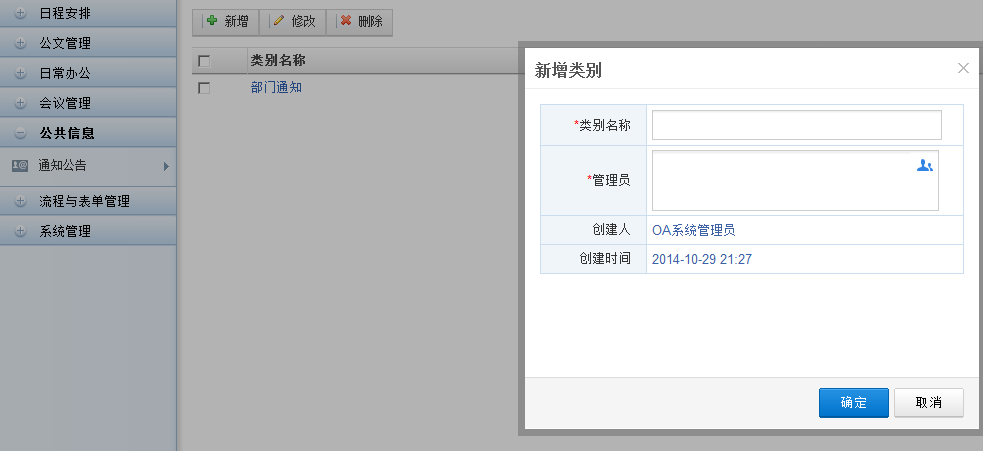 日程安排
公文管理
日常办公
会议管理
公共信息
通知公告
流程与表单管理
系统管理
新增 修改 删除
类别名称
部门通知
新增类别
*类别名称
*管理员
创建人 OA系统管理员
创建时间 2014-10-29 21:27
确定 取消